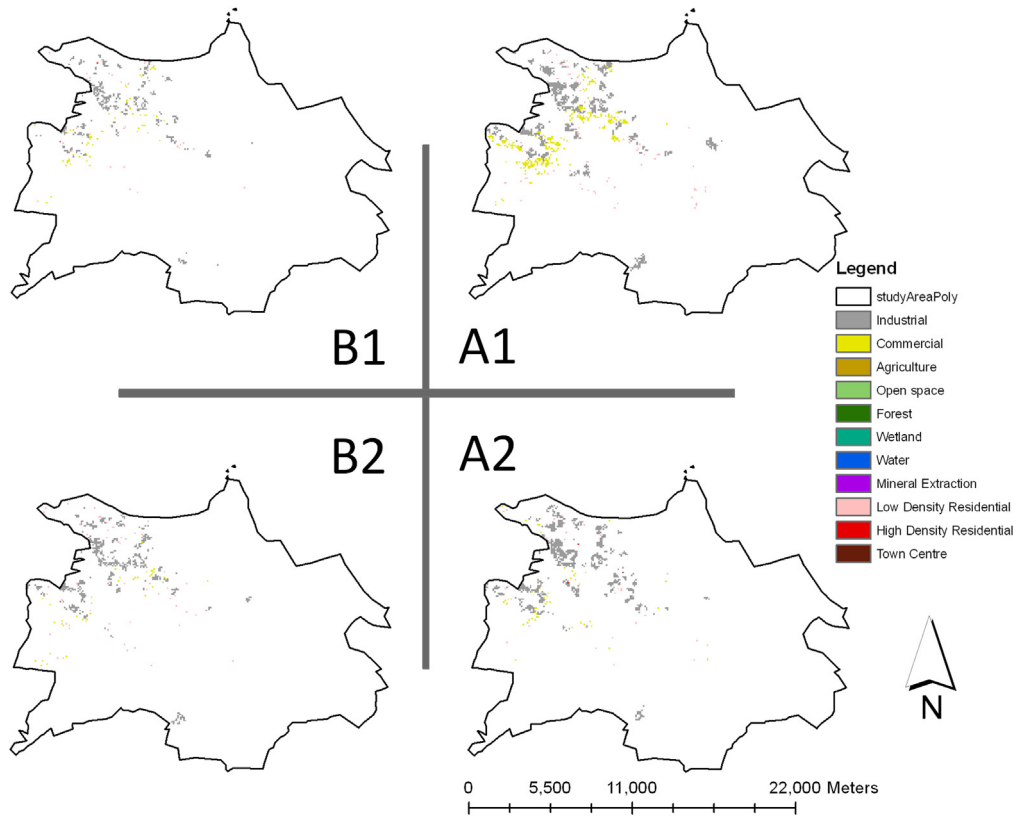 B1
A1
B2
A2
Legend
studyAreaPoly
Industrial
Commercial
Agriculture
Open space
Forest
Wetland
Water
Mineral Extraction
Low Density Residential
High Density Residential
Town Centre
N
0 5,500 11,000 22,000 Meters